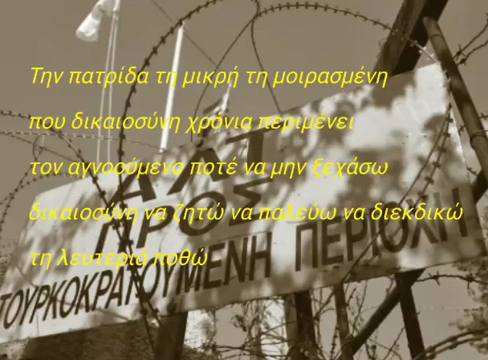 Την πατρίδα τη μικρή τη μοιρασμένη
που δικαιοσύνη χρόνια περιμένει
τον αγνοούμενο ποτέ να μην ξεχάσω
δικαιοσύνη να ζητώ να παλεύω να διεκδικώ
τη λευτεριά ποθώ
ΑΛΤ
ΠΡΟΣ
ΤΟΥΡΚΟΚΡΑΤΟΥΜΕΝΗ ΠΕΡΙΟΧΗ